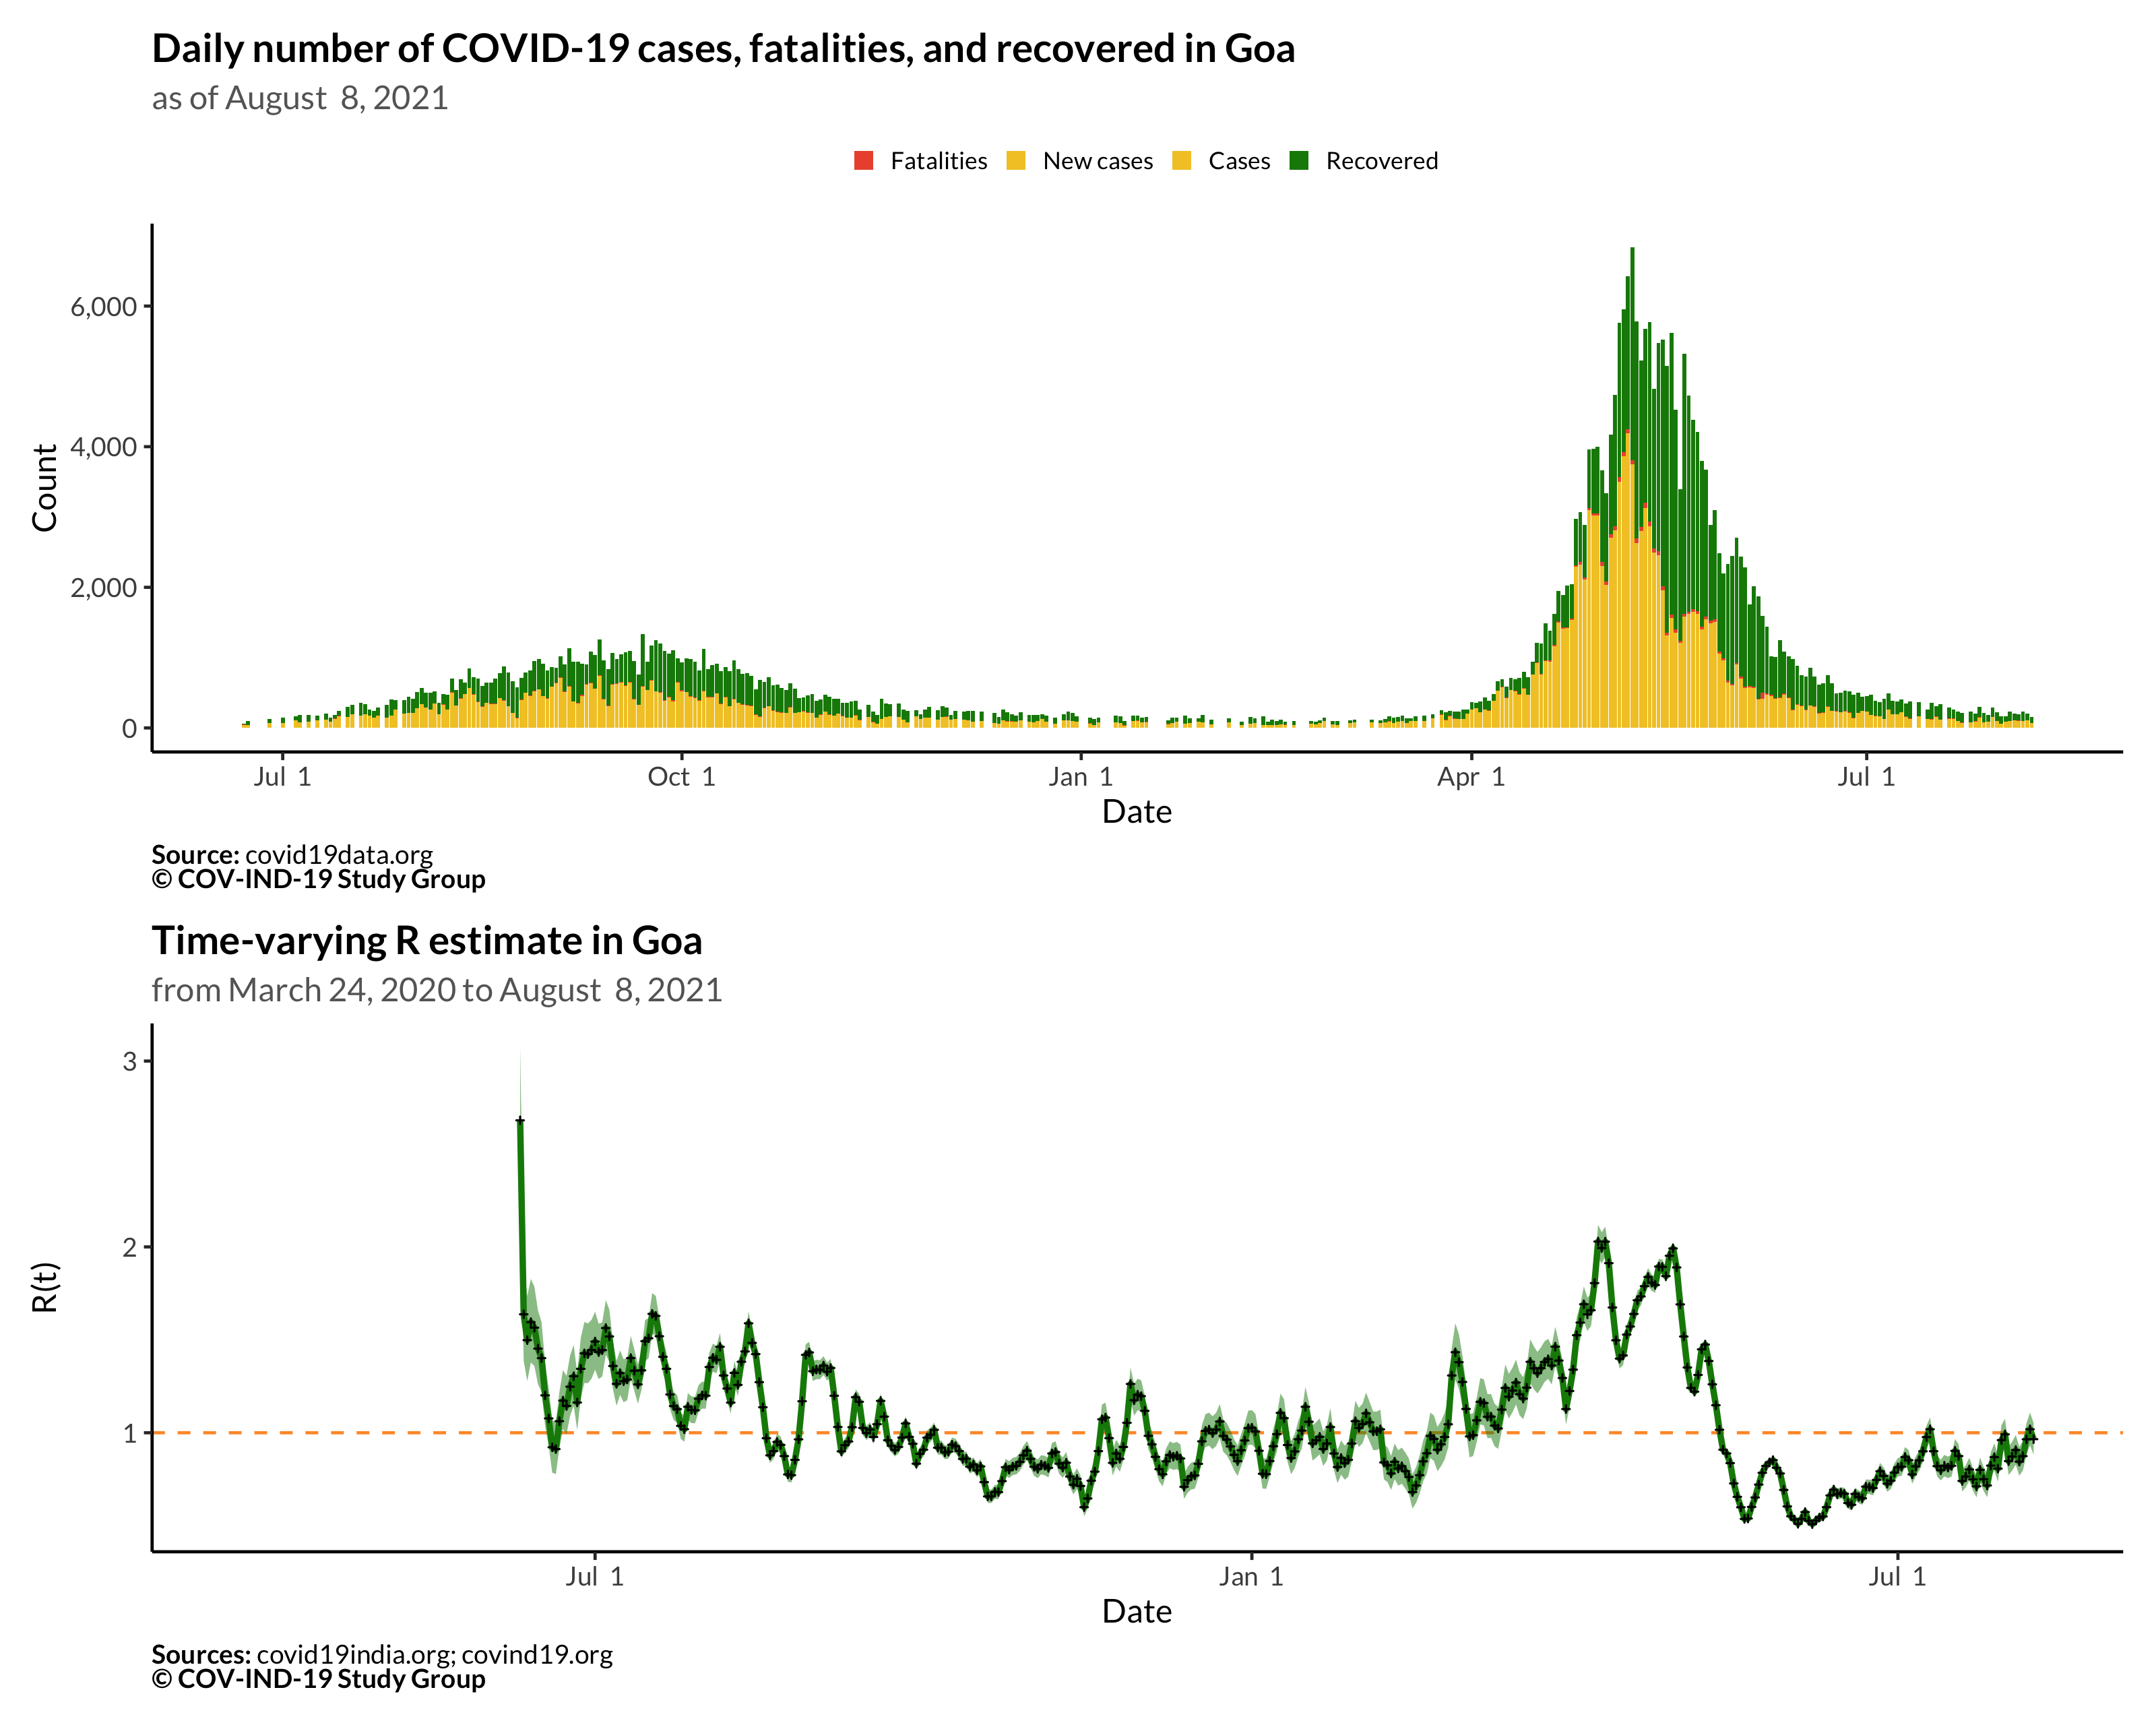 Daily number of COVID-19 cases, fatalities, and recovered in Goa
as of August  8, 2021
Fatalities New cases Cases Recovered
6,000
4,000
2,000
0
Count
Jul  1 Oct  1 Jan  1 Apr  1 Jul  1
Date
Source: covid19data.org
© COV-IND-19 Study Group
Time-varying R estimate in Goa
from March 24, 2020 to August  8, 2021
3
2
1
R(t)
Jul  1 Jan  1 Jul  1
Date
Sources: covid19india.org; covind19.org
© COV-IND-19 Study Group